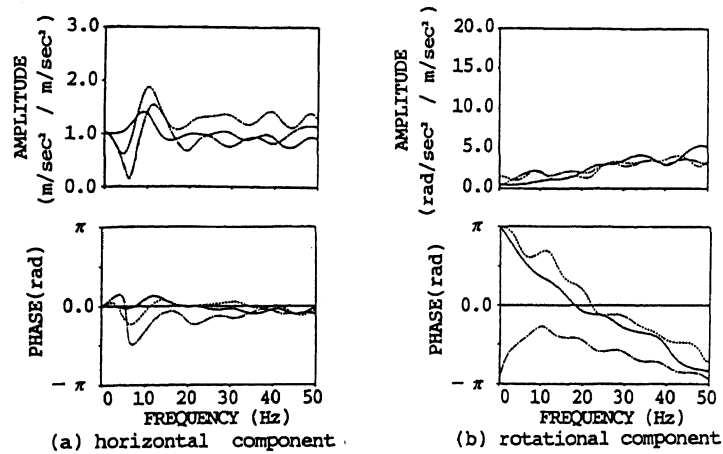 AMPLITUDE
(m/sec² / m/sec²)
3.0
2.0
1.0
0.0
PHASE(rad)
π
0.0
-π
0 10 20 30 40 50
FREQUENCY (Hz)
(a) horizontal component
AMPLITUDE
(rad/sec² / m/sec²)
20.0
15.0
10.0
5.0
0.0
PHASE(rad)
π
0.0
-π
0 10 20 30 40 50
FREQUENCY (Hz)
(b) rotational component